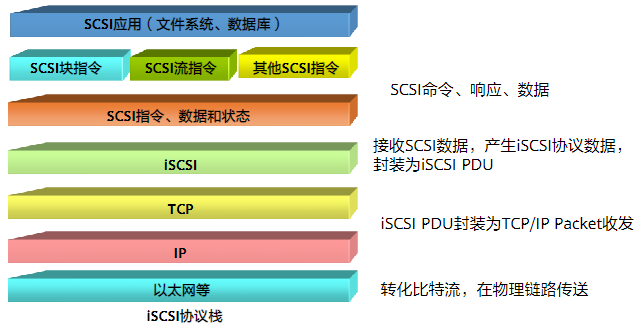 SCSI应用（文件系统、数据库）
SCSI块指令 SCSI流指令 其他SCSI指令
SCSI命令、响应、数据
SCSI指令、数据和状态
接收SCSI数据，产生iSCSI协议数据，
封装为iSCSI PDU
iSCSI
TCP
iSCSI PDU封装为TCP/IP Packet收发
IP
以太网等
转化比特流，在物理链路传送
iSCSI协议栈